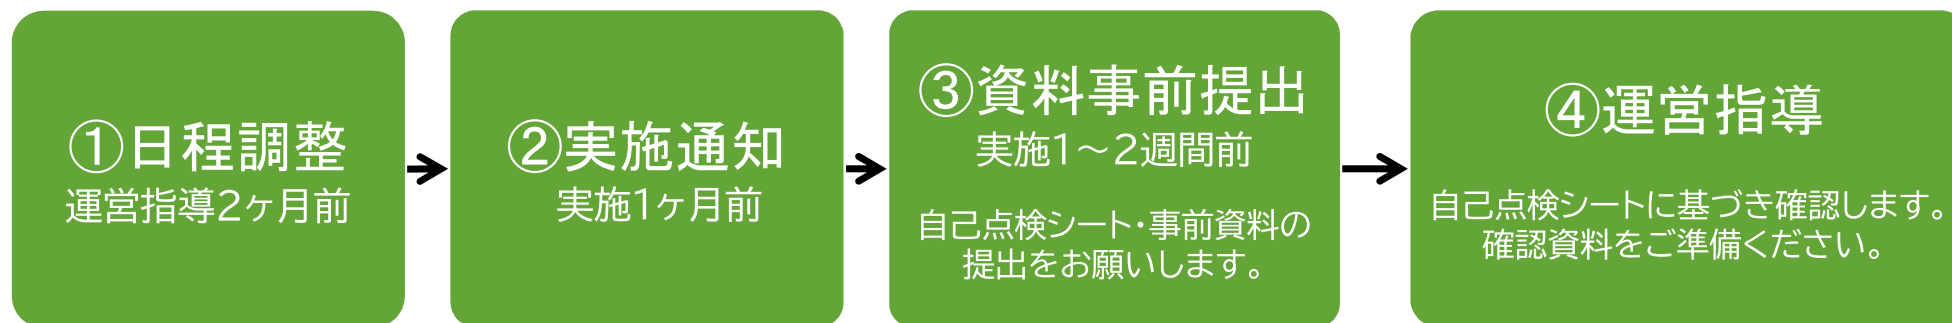 ①日程調整
運営指導2ヶ月前
②実施通知
実施1ヶ月前
③資料事前提出
実施1～2週間前
自己点検シート・事前資料の
提出をお願いします。
④運営指導
自己点検シートに基づき確認します。
確認資料をご準備ください。